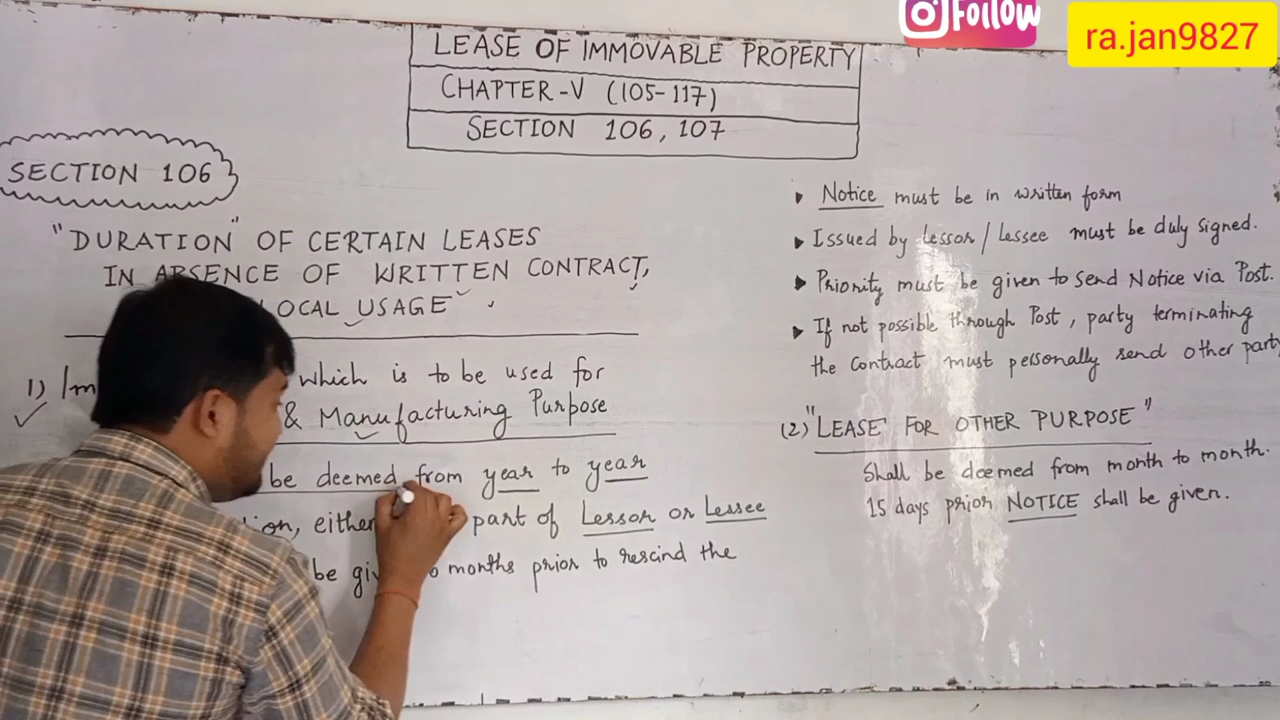 Follow
ra.jan9827
LEASE OF IMMOVABLE PROPERTY
CHAPTER-V (105-117)
SECTION 106, 107
SECTION 106
"DURATION" OF CERTAIN LEASES
IN ABSENCE OF WRITTEN CONTRACT,
LOCAL USAGE
1) which is to be used for
& Manufacturing Purpose
be deemed from year to year
either part of Lessor or Lessee
be months prior to rescind the
Notice must be in written form
Issued by Lessor / Lessee must be duly signed.
Priority must be given to send Notice via Post.
If not possible through Post, party terminating
the contract must personally send other party
(2) "LEASE FOR OTHER PURPOSE"
Shall be deemed from month to month.
15 days prior NOTICE shall be given.